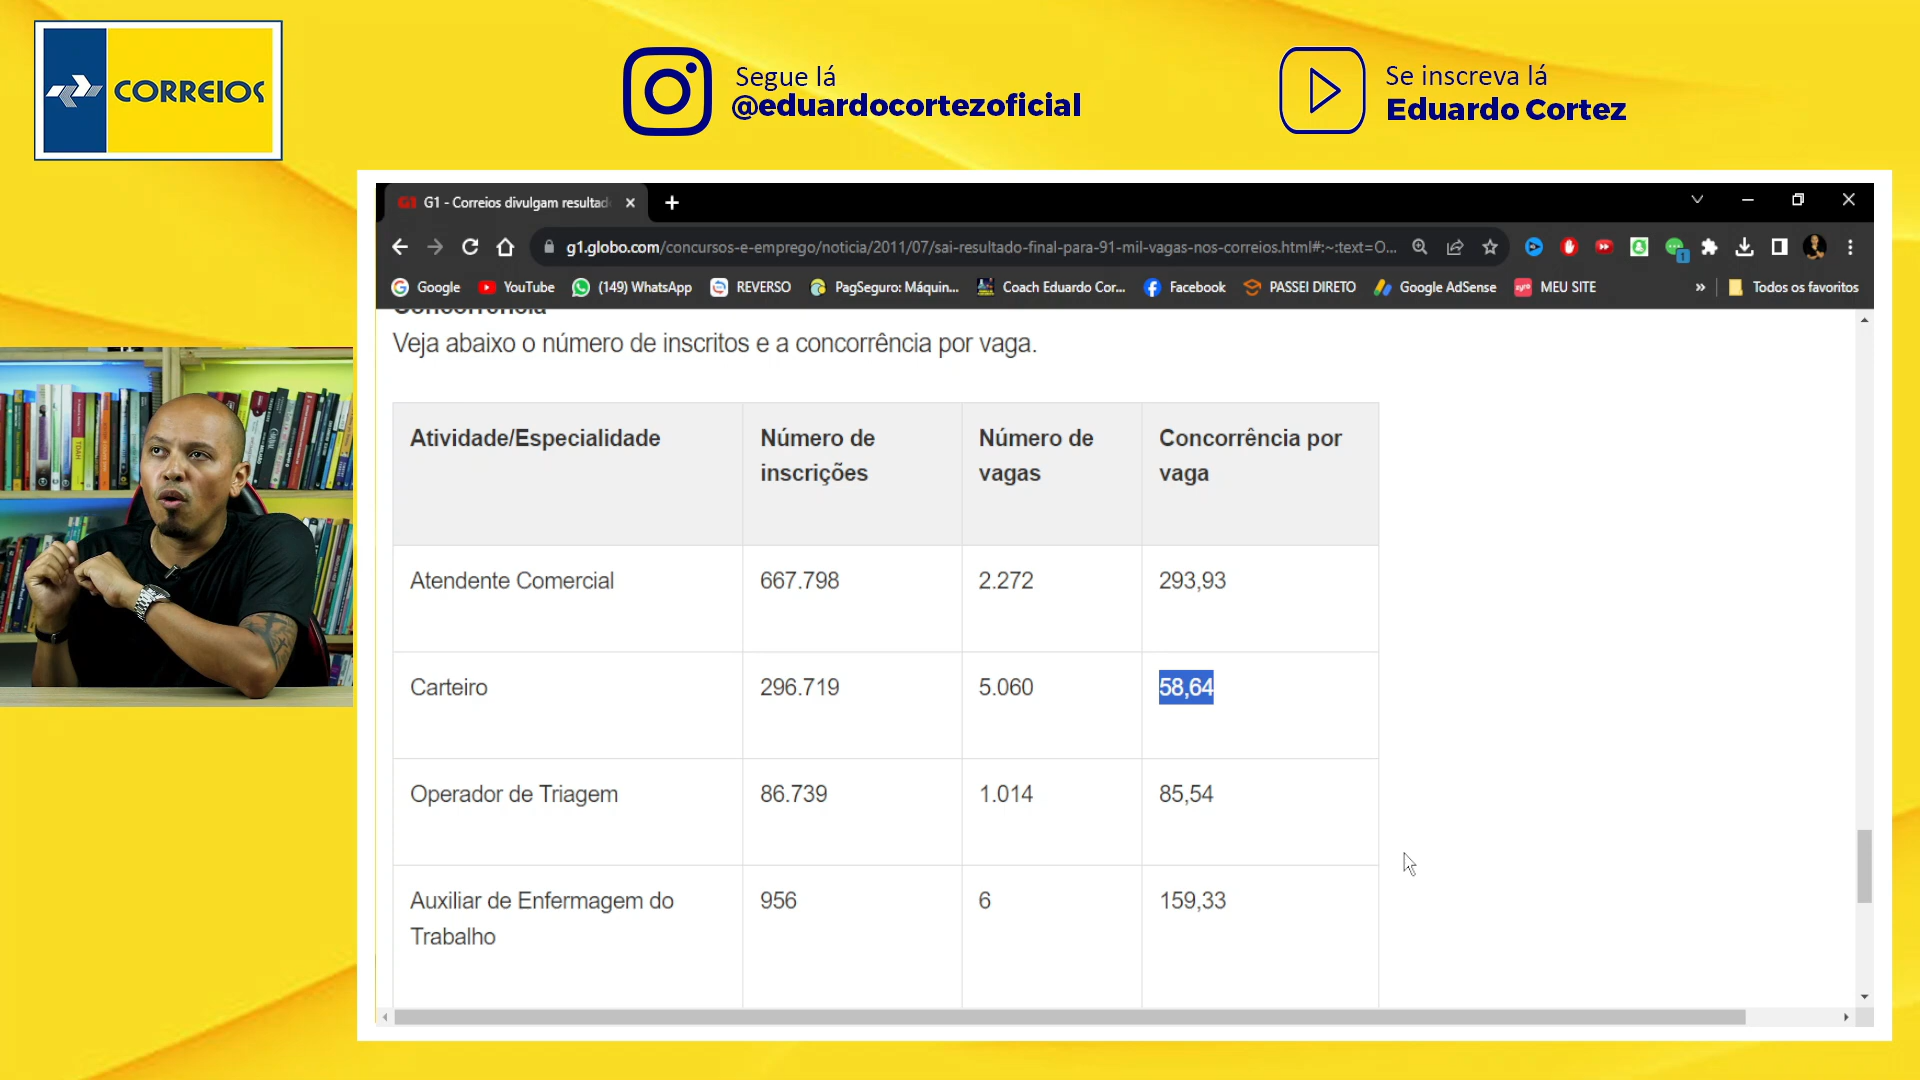 CORREIOS
Segue lá
@eduardocortezoficial
Se inscreva lá
Eduardo Cortez
G1 - Correios divulgam resultad
g1.globo.com/concursos-e-emprego/noticia/2011/07/sai-resultado-final-para-91-mil-vagas-nos-correios.html#:~:text=O...
Google YouTube (149) WhatsApp REVERSO PagSeguro: Máquin... Coach Eduardo Cor... Facebook PASSEI DIRETO Google AdSense MEU SITE » Todos os favoritos
Concorrência
Veja abaixo o número de inscritos e a concorrência por vaga.
Atividade/Especialidade
Número de
inscrições
Número de
vagas
Concorrência por
vaga
Atendente Comercial 667.798 2.272 293,93
Carteiro 296.719 5.060 58,64
Operador de Triagem 86.739 1.014 85,54
Auxiliar de Enfermagem do
Trabalho
956 6 159,33